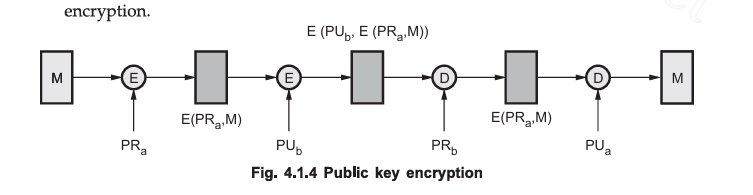 encryption.
E (PU_b, E (PR_a,M))
M E E D D M
E(PR_a,M) E(PR_a,M)
PR_a PU_b PR_b PU_a
Fig. 4.1.4 Public key encryption